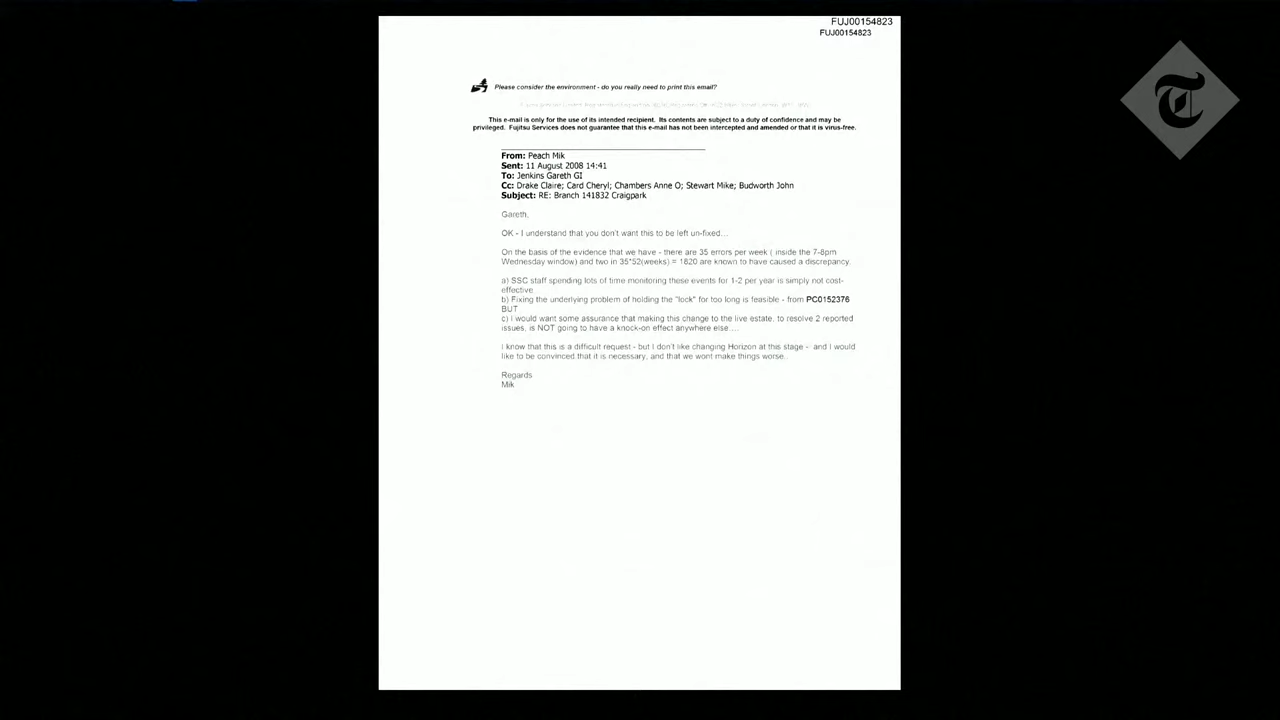 FUJ00154823
FUJ00154823
Please consider the environment - do you really need to print this email?
This e-mail is only for the use of its intended recipient. Its contents are subject to a duty of confidence and may be
privileged. Fujitsu Services does not guarantee that this e-mail has not been intercepted and amended or that it is virus-free.
From: Peach Mik
Sent: 11 August 2008 14:41
To: Jenkins Gareth GI
Cc: Drake Claire; Card Cheryl; Chambers Anne O; Stewart Mike; Budworth John
Subject: RE: Branch 141832 Craigpark
Gareth,
OK - I understand that you don't want this to be left un-fixed...
On the basis of the evidence that we have - there are 35 errors per week ( inside the 7-8pm
Wednesday window) and two in 35*52(weeks) = 1820 are known to have caused a discrepancy.
a) SSC staff spending lots of time monitoring these events for 1-2 per year is simply not cost-
effective
b) Fixing the underlying problem of holding the "lock" for too long is feasible - from PC0152376
BUT
c) I would want some assurance that making this change to the live estate, to resolve 2 reported
issues, is NOT going to have a knock-on effect anywhere else....
I know that this is a difficult request - but I don't like changing Horizon at this stage - and I would
like to be convinced that it is necessary, and that we wont make things worse..
Regards
Mik